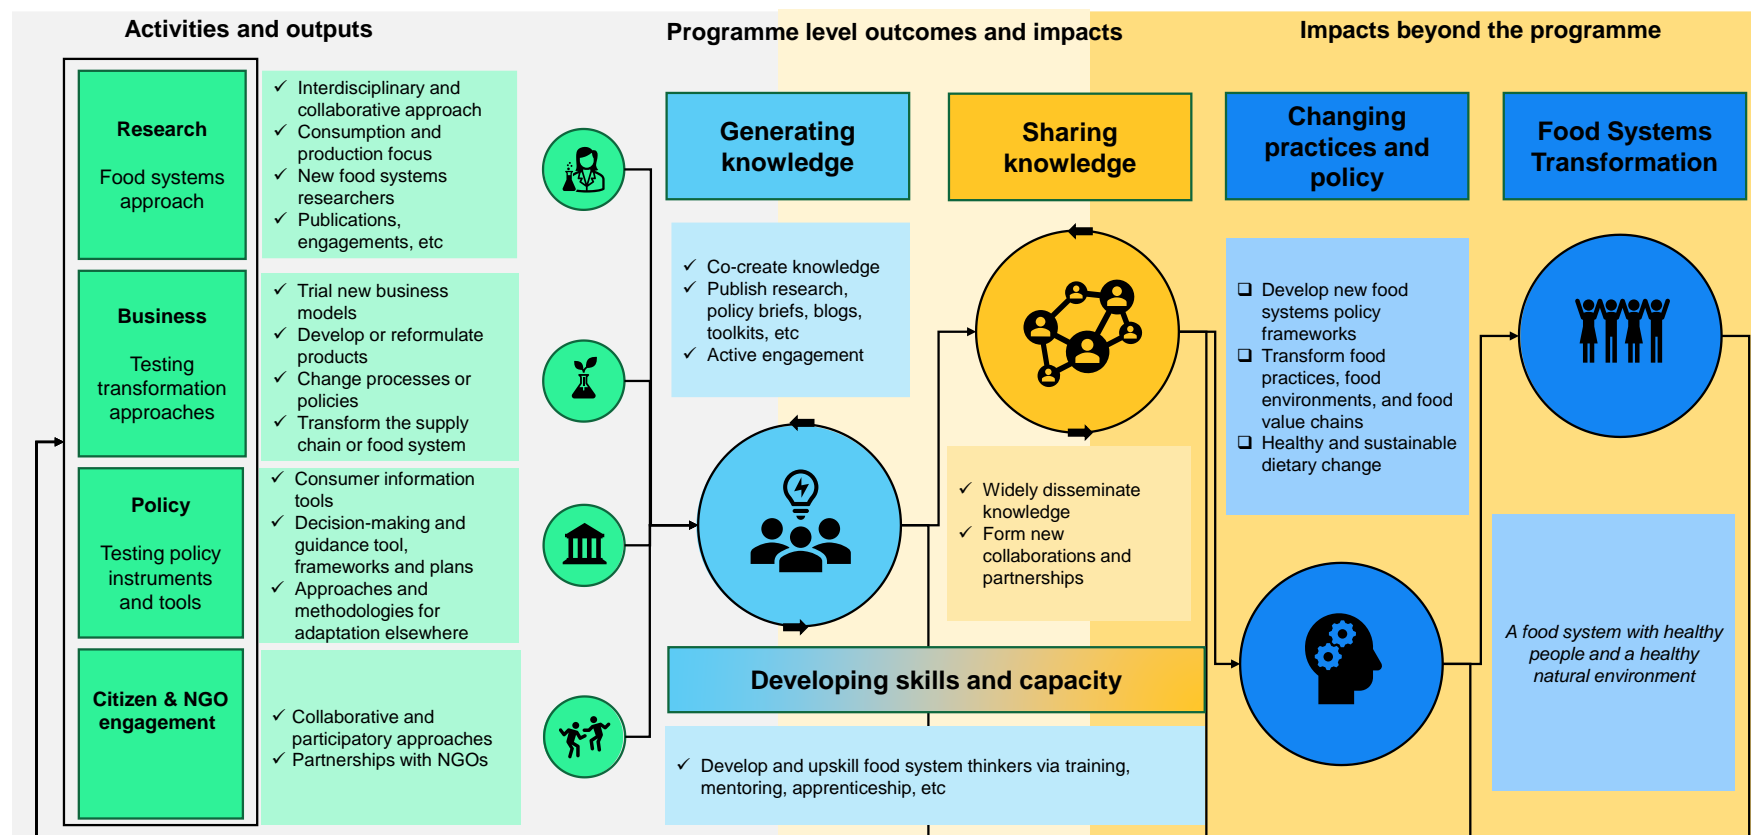 Activities and outputs
Programme level outcomes and impacts
Impacts beyond the programme
Research
Food systems
approach
✓ Interdisciplinary and
collaborative approach
✓ Consumption and
production focus
✓ New food systems
researchers
✓ Publications,
engagements, etc
Business
Testing
transformation
approaches
✓ Trial new business
models
✓ Develop or reformulate
products
✓ Change processes or
policies
✓ Transform the supply
chain or food system
Policy
Testing policy
instruments
and tools
✓ Consumer information
tools
✓ Decision-making and
guidance tool,
frameworks and plans
✓ Approaches and
methodologies for
adaptation elsewhere
Citizen & NGO
engagement
✓ Collaborative and
participatory approaches
✓ Partnerships with NGOs
Generating
knowledge
✓ Co-create knowledge
✓ Publish research,
policy briefs, blogs,
toolkits, etc
✓ Active engagement
Sharing
knowledge
✓ Widely disseminate
knowledge
✓ Form new
collaborations and
partnerships
Developing skills and capacity
✓ Develop and upskill food system thinkers via training,
mentoring, apprenticeship, etc
Changing
practices and
policy
❑ Develop new food
systems policy
frameworks
❑ Transform food
practices, food
environments, and food
value chains
❑ Healthy and sustainable
dietary change
Food Systems
Transformation
A food system with healthy
people and a healthy
natural environment